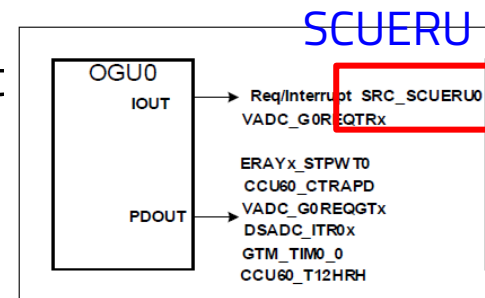 SCUERU
OGU0
IOUT
Req/Interrupt SRC_SCUERU0
VADC_G0REQTRx
ERAYx_STPWT0
CCU60_CTRAPD
PDOUT
VADC_G0REQGTx
DSADC_ITR0x
GTM_TIM0_0
CCU60_T12HRH